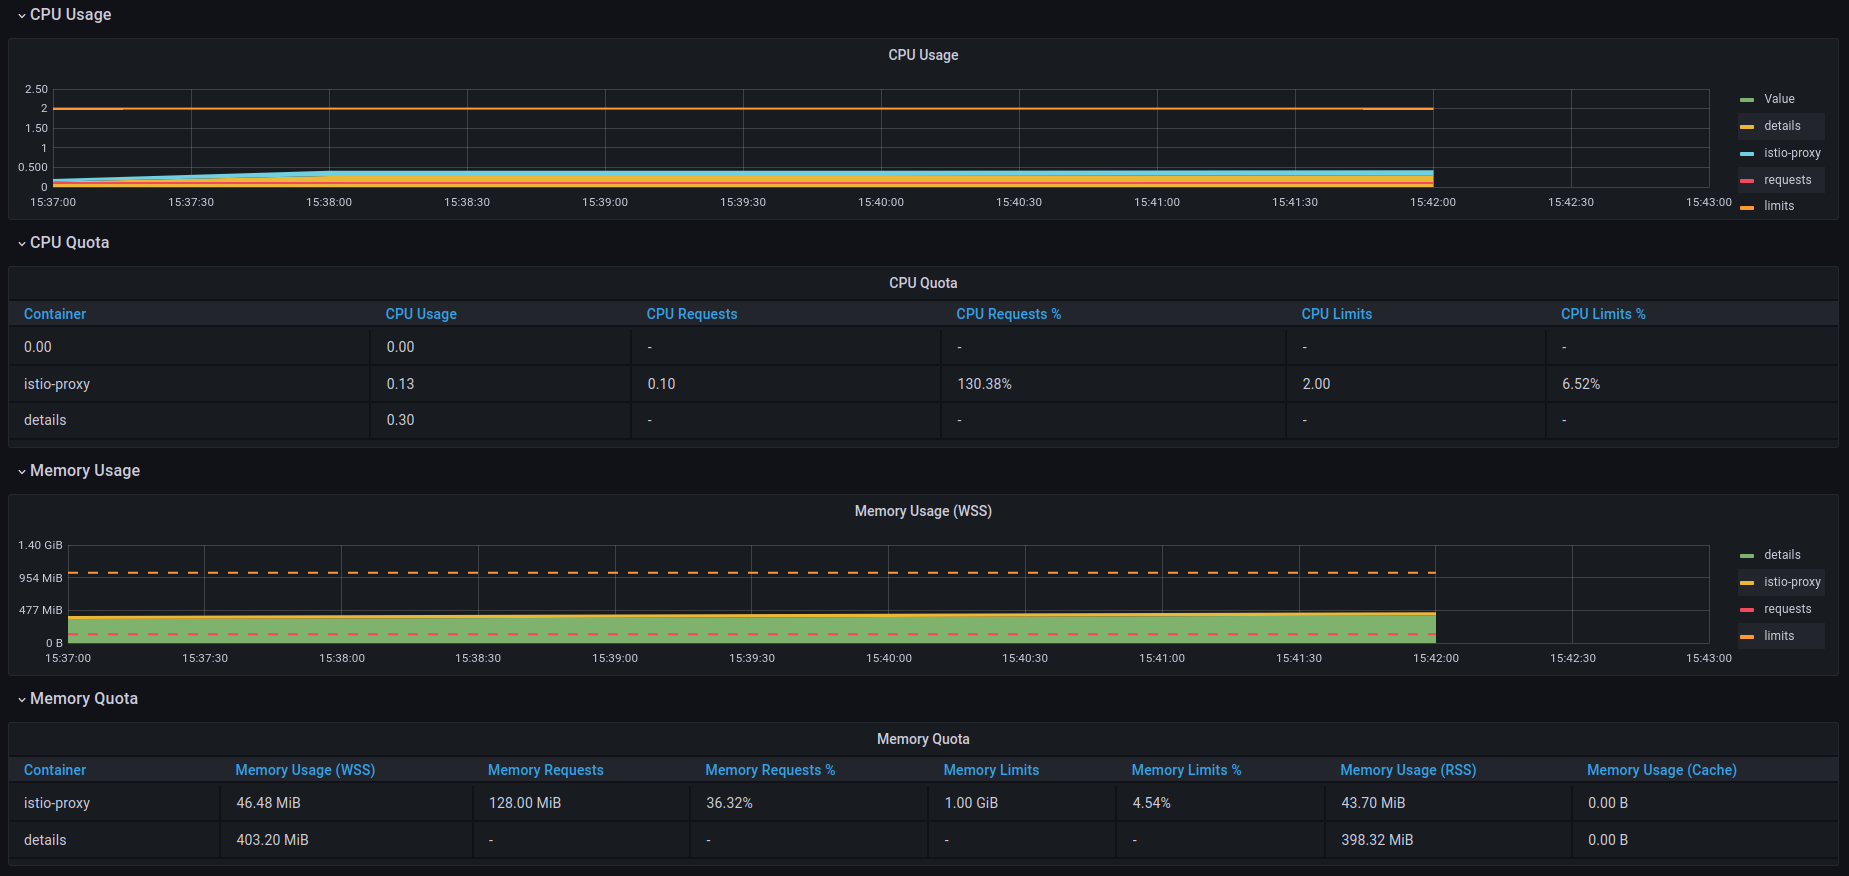 CPU Usage
CPU Usage
2.50
2
1.50
1
0.500
0
15:37:00 15:37:30 15:38:00 15:38:30 15:39:00 15:39:30 15:40:00 15:40:30 15:41:00 15:41:30 15:42:00 15:42:30 15:43:00
Value
details
istio-proxy
requests
limits
CPU Quota
CPU Quota
Container CPU Usage CPU Requests CPU Requests % CPU Limits CPU Limits %
0.00 0.00 - - - -
istio-proxy 0.13 0.10 130.38% 2.00 6.52%
details 0.30 - - - -
Memory Usage
Memory Usage (WSS)
1.40 GiB
954 MiB
477 MiB
0 B
15:37:00 15:37:30 15:38:00 15:38:30 15:39:00 15:39:30 15:40:00 15:40:30 15:41:00 15:41:30 15:42:00 15:42:30 15:43:00
details
istio-proxy
requests
limits
Memory Quota
Memory Quota
Container Memory Usage (WSS) Memory Requests Memory Requests % Memory Limits Memory Limits % Memory Usage (RSS) Memory Usage (Cache)
istio-proxy 46.48 MiB 128.00 MiB 36.32% 1.00 GiB 4.54% 43.70 MiB 0.00 B
details 403.20 MiB - - - - 398.32 MiB 0.00 B